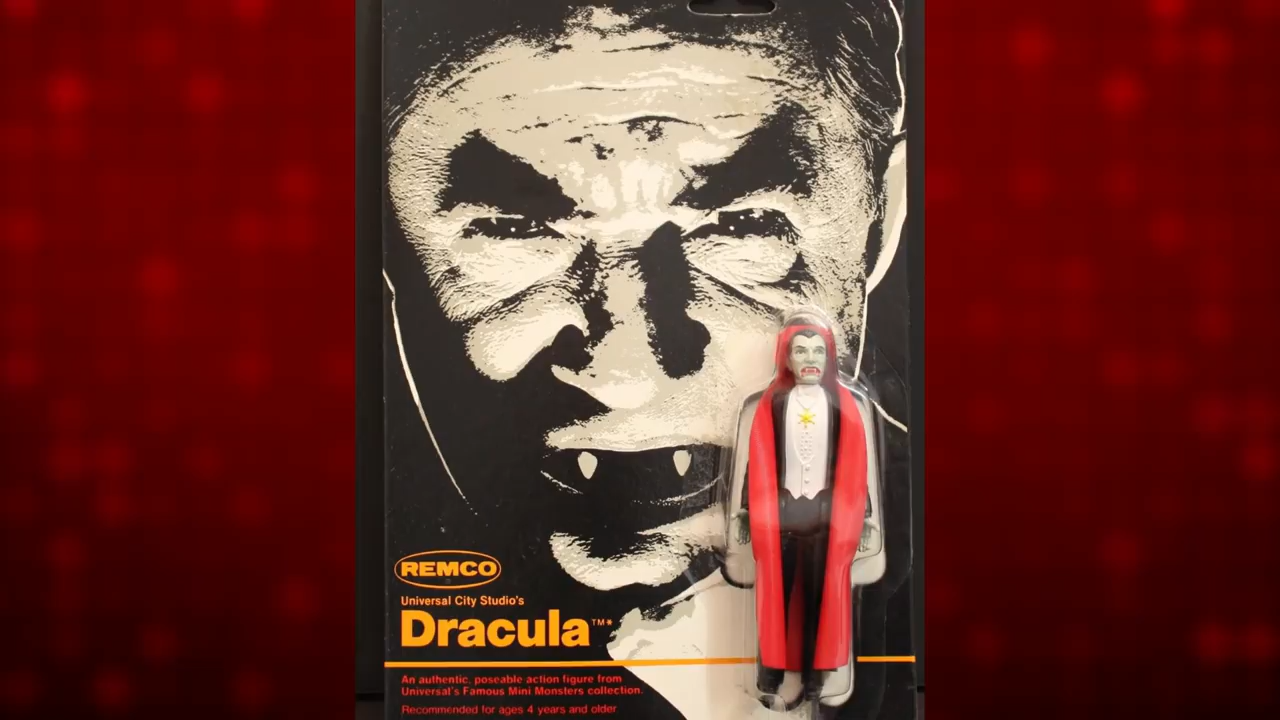 REMCO
Universal City Studio's
Dracula™*
An authentic, poseable action figure from
Universal's Famous Mini Monsters collection.
Recommended for ages 4 years and older